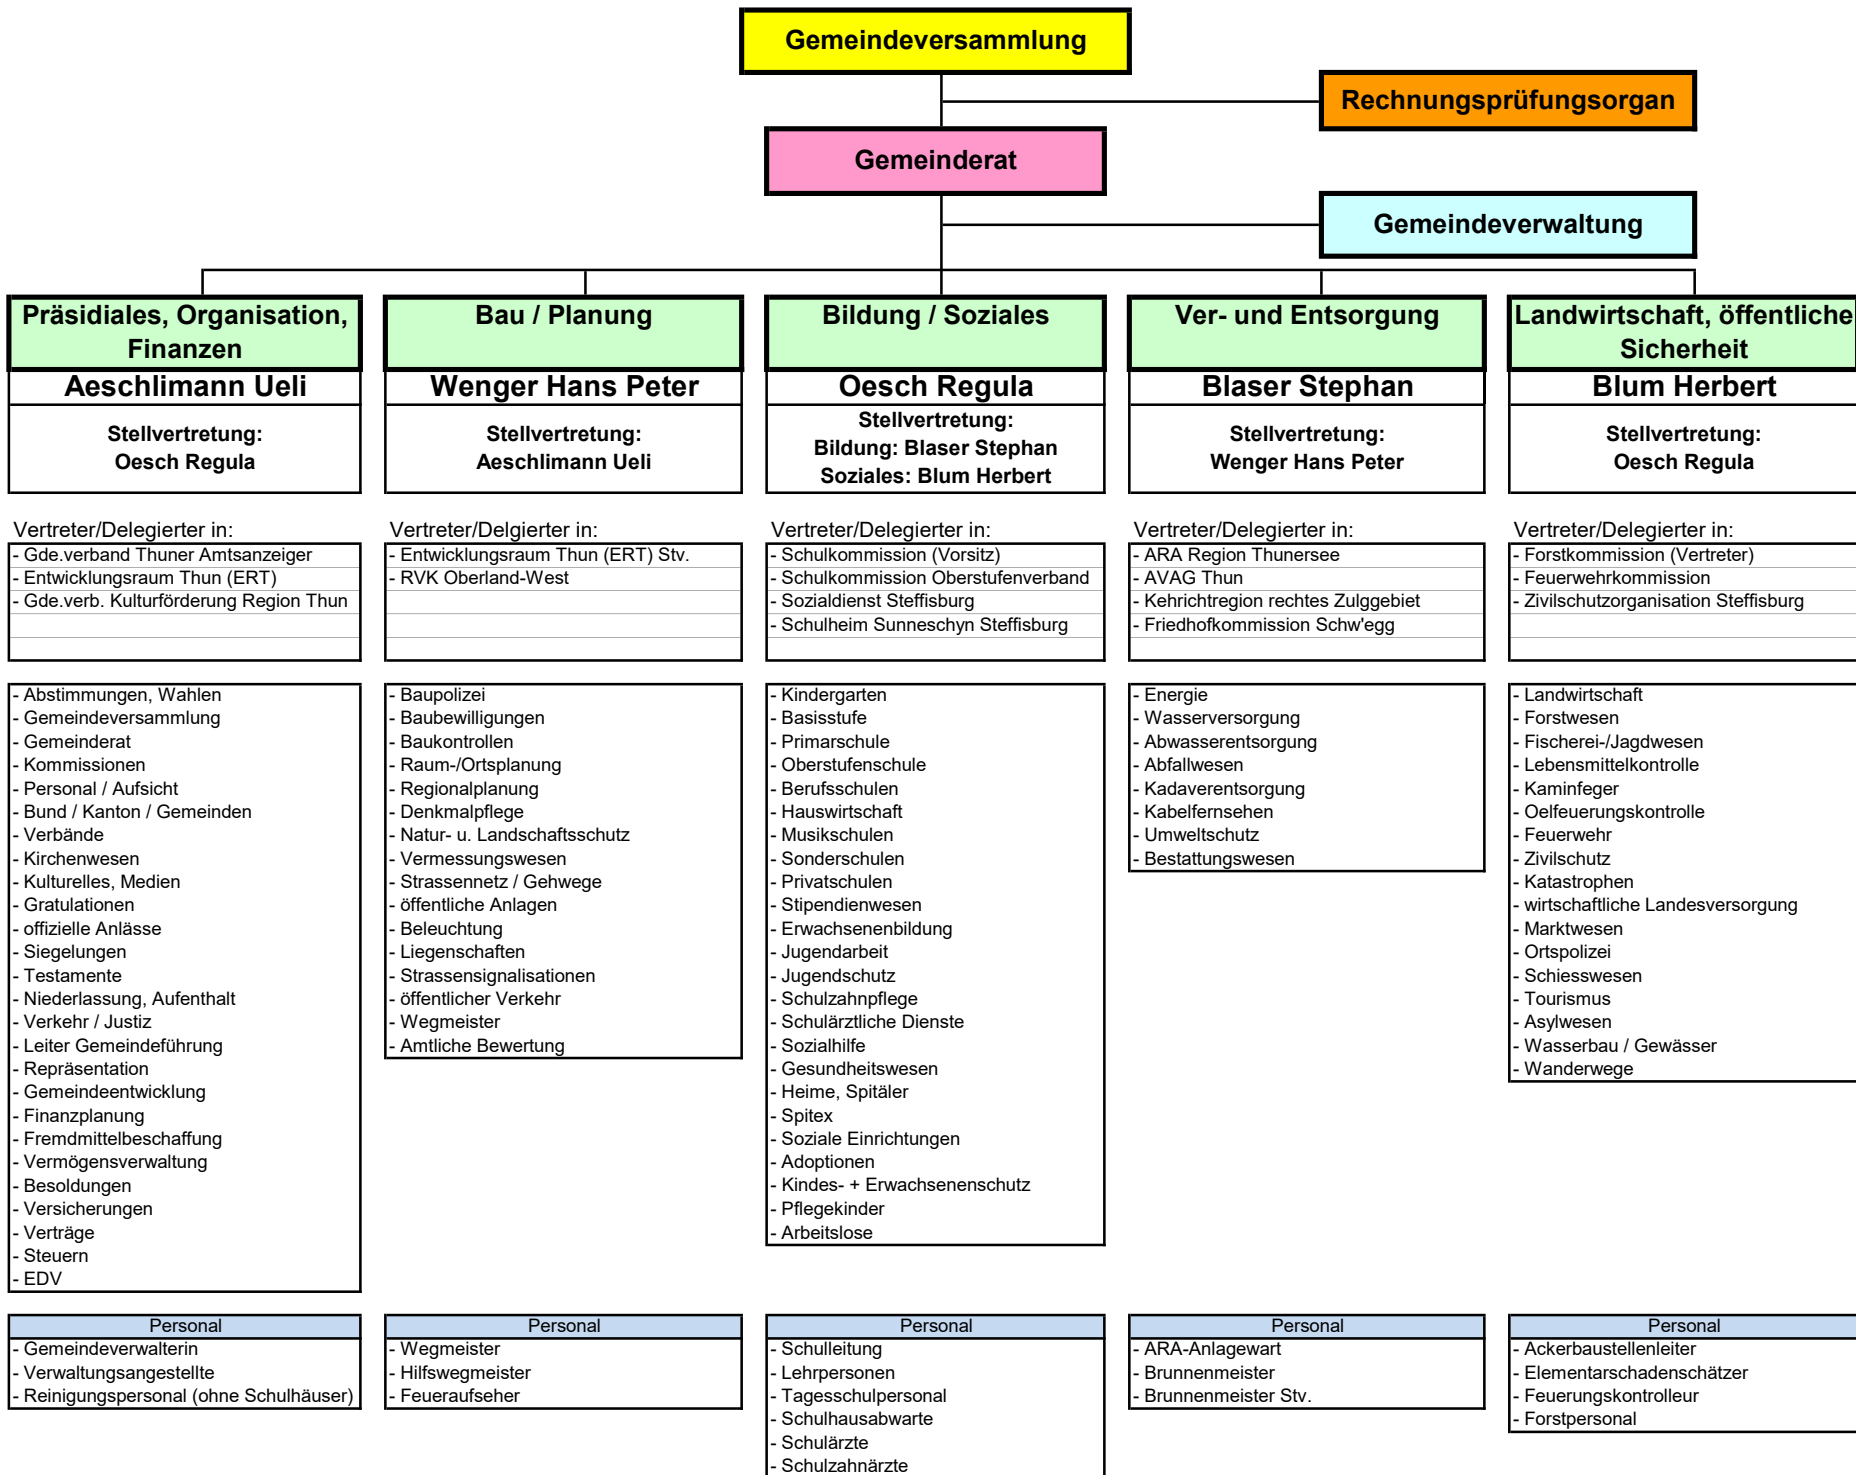 Gemeindeversammlung
Rechnungsprüfungsorgan
Gemeinderat
Gemeindeverwaltung
Präsidiales, Organisation,
Finanzen
Aeschlimann Ueli
Stellvertretung:
Oesch Regula
Vertreter/Delegierter in:
- Gde.verband Thuner Amtsanzeiger
- Entwicklungsraum Thun (ERT)
- Gde.verb. Kulturförderung Region Thun
- Abstimmungen, Wahlen
- Gemeindeversammlung
- Gemeinderat
- Kommissionen
- Personal / Aufsicht
- Bund / Kanton / Gemeinden
- Verbände
- Kirchenwesen
- Kulturelles, Medien
- Gratulationen
- offizielle Anlässe
- Siegelungen
- Testamente
- Niederlassung, Aufenthalt
- Verkehr / Justiz
- Leiter Gemeindeführung
- Repräsentation
- Gemeindeentwicklung
- Finanzplanung
- Fremdmittelbeschaffung
- Vermögensverwaltung
- Besoldungen
- Versicherungen
- Verträge
- Steuern
- EDV
Personal
- Gemeindeverwalterin
- Verwaltungsangestellte
- Reinigungspersonal (ohne Schulhäuser)
Bau / Planung
Wenger Hans Peter
Stellvertretung:
Aeschlimann Ueli
Vertreter/Delgierter in:
- Entwicklungsraum Thun (ERT) Stv.
- RVK Oberland-West
- Baupolizei
- Baubewilligungen
- Baukontrollen
- Raum-/Ortsplanung
- Regionalplanung
- Denkmalpflege
- Natur- u. Landschaftsschutz
- Vermessungswesen
- Strassennetz / Gehwege
- öffentliche Anlagen
- Beleuchtung
- Liegenschaften
- Strassensignalisationen
- öffentlicher Verkehr
- Wegmeister
- Amtliche Bewertung
Personal
- Wegmeister
- Hilfswegmeister
- Feueraufseher
Bildung / Soziales
Oesch Regula
Stellvertretung:
Bildung: Blaser Stephan
Soziales: Blum Herbert
Vertreter/Delegierter in:
- Schulkommission (Vorsitz)
- Schulkommission Oberstufenverband
- Sozialdienst Steffisburg
- Schulheim Sunneschyn Steffisburg
- Kindergarten
- Basisstufe
- Primarschule
- Oberstufenschule
- Berufsschulen
- Hauswirtschaft
- Musikschulen
- Sonderschulen
- Privatschulen
- Stipendienwesen
- Erwachsenenbildung
- Jugendarbeit
- Jugendschutz
- Schulzahnpflege
- Schulärztliche Dienste
- Sozialhilfe
- Gesundheitswesen
- Heime, Spitäler
- Spitex
- Soziale Einrichtungen
- Adoptionen
- Kindes- + Erwachsenenschutz
- Pflegekinder
- Arbeitslose
Personal
- Schulleitung
- Lehrpersonen
- Tagesschulpersonal
- Schulhausabwarte
- Schulärzte
- Schulzahnärzte
Ver- und Entsorgung
Blaser Stephan
Stellvertretung:
Wenger Hans Peter
Vertreter/Delegierter in:
- ARA Region Thunersee
- AVAG Thun
- Kehrichtregion rechtes Zulggebiet
- Friedhofkommission Schw'egg
- Energie
- Wasserversorgung
- Abwasserentsorgung
- Abfallwesen
- Kadaverentsorgung
- Kabelfernsehen
- Umweltschutz
- Bestattungswesen
Personal
- ARA-Anlagewart
- Brunnenmeister
- Brunnenmeister Stv.
Landwirtschaft, öffentliche
Sicherheit
Blum Herbert
Stellvertretung:
Oesch Regula
Vertreter/Delegierter in:
- Forstkommission (Vertreter)
- Feuerwehrkommission
- Zivilschutzorganisation Steffisburg
- Landwirtschaft
- Forstwesen
- Fischerei-/Jagdwesen
- Lebensmittelkontrolle
- Kaminfeger
- Oelfeuerungskontrolle
- Feuerwehr
- Zivilschutz
- Katastrophen
- wirtschaftliche Landesversorgung
- Marktwesen
- Ortspolizei
- Schiesswesen
- Tourismus
- Asylwesen
- Wasserbau / Gewässer
- Wanderwege
Personal
- Ackerbaustellenleiter
- Elementarschadenschätzer
- Feuerungskontrolleur
- Forstpersonal